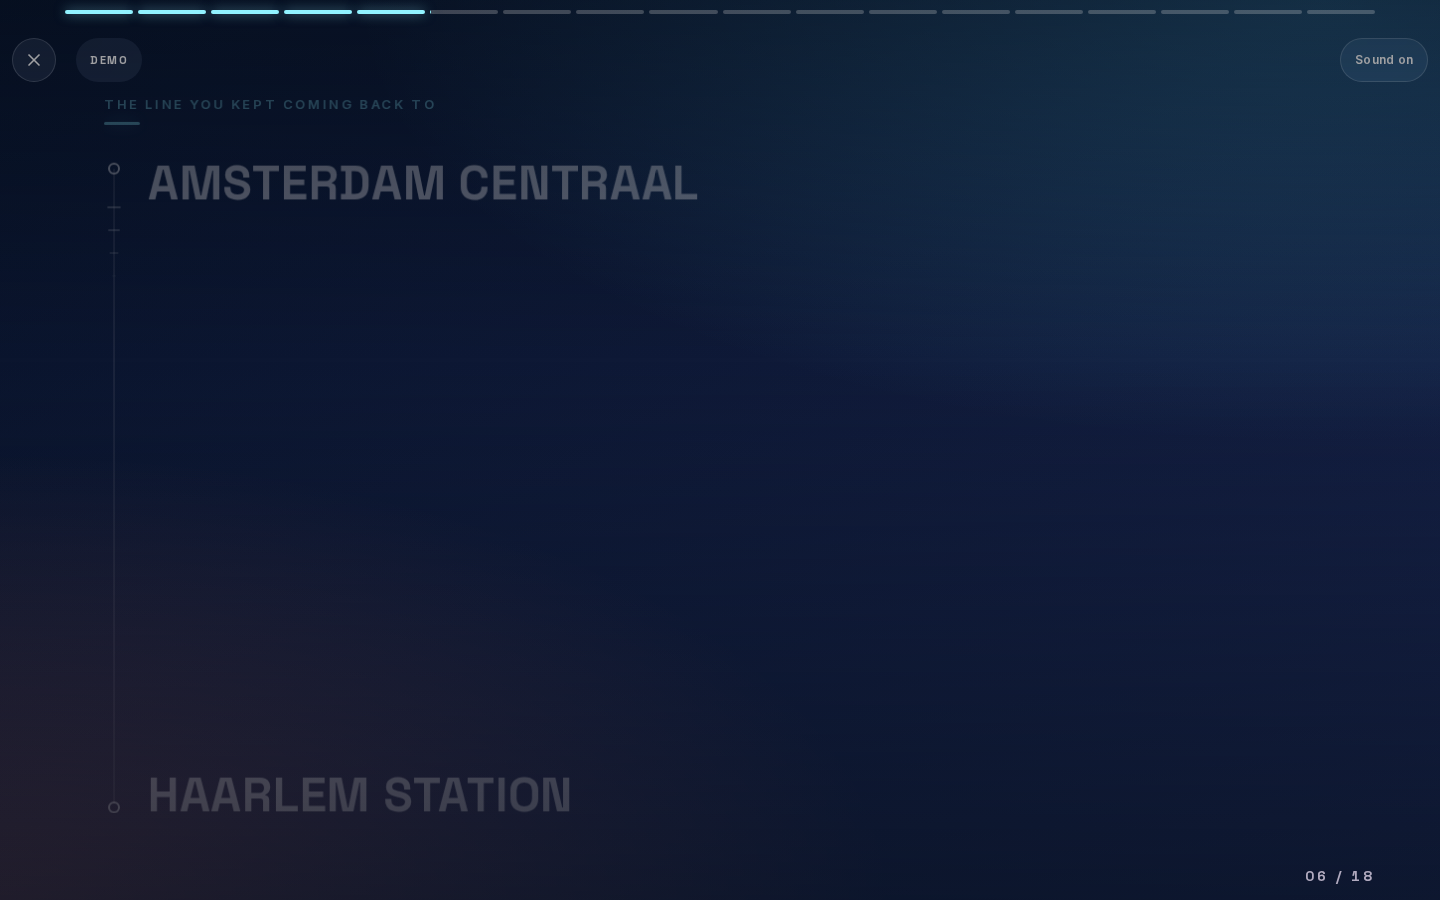 DEMO
Sound on
THE LINE YOU KEPT COMING BACK TO
AMSTERDAM CENTRAAL
HAARLEM STATION
06 / 18